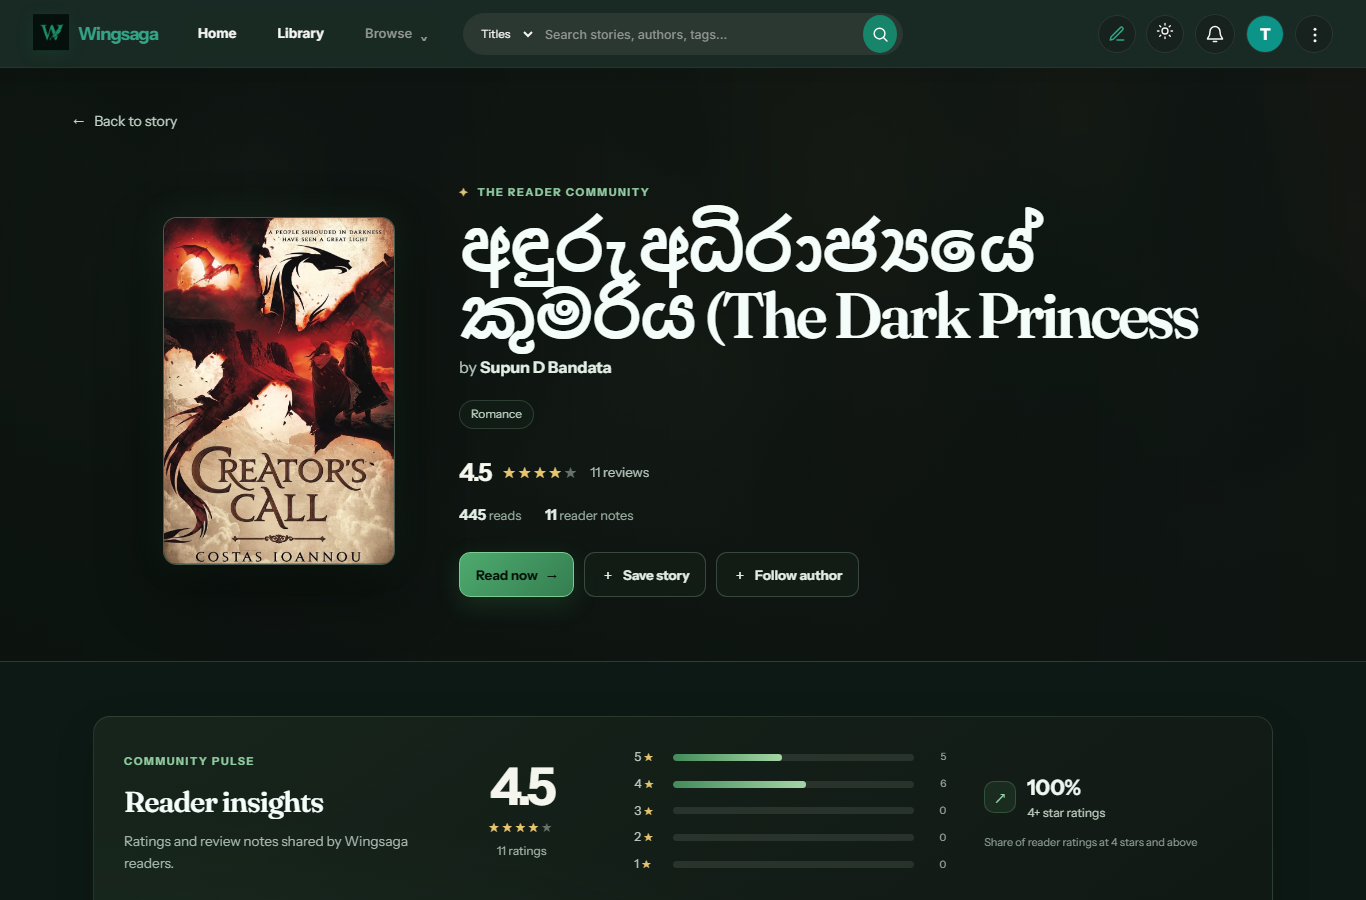 Wingsaga
Home
Library
Browse
Titles
Search stories, authors, tags...
T
← Back to story
A PEOPLE SHROUDED IN DARKNESS
HAVE SEEN A GREAT LIGHT
CREATOR'S
CALL
COSTAS IOANNOU
✦ THE READER COMMUNITY
අඳුරු අධිරාජ්‍යයේ
කුමරිය (The Dark Princess
by Supun D Bandata
Romance
4.5 ★★★★★ 11 reviews
445 reads 11 reader notes
Read now →
+ Save story
+ Follow author
COMMUNITY PULSE
Reader insights
Ratings and review notes shared by Wingsaga
readers.
4.5
★★★★★
11 ratings
5 ★ 5
4 ★ 6
3 ★ 0
2 ★ 0
1 ★ 0
↗ 100%
4+ star ratings
Share of reader ratings at 4 stars and above